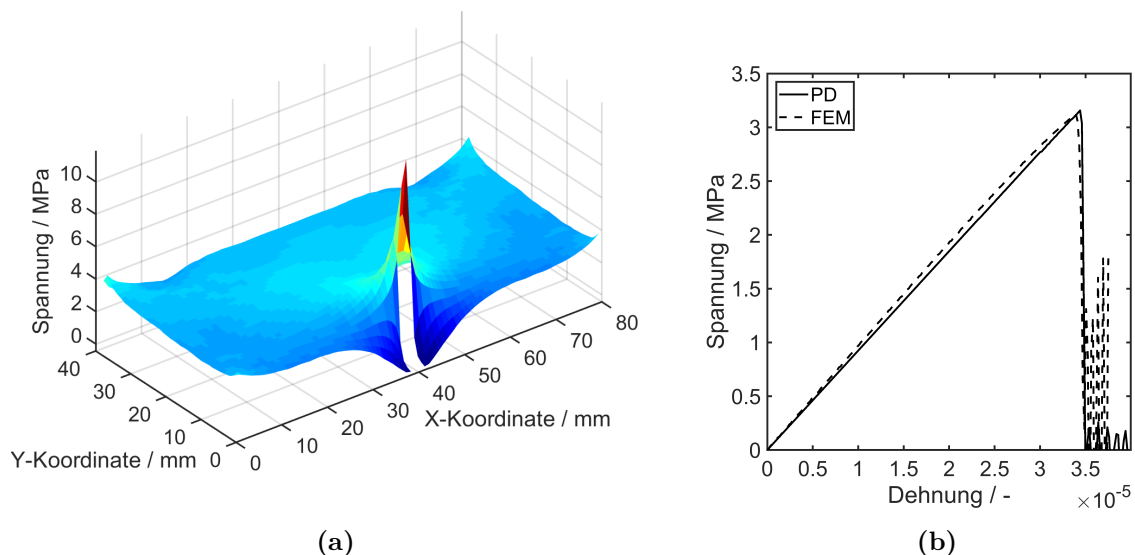 10
8
6
4
2
0
Spannung / MPa
40
30
20
10
0
Y-Koordinate / mm
0
10
20
30
40
50
60
70
80
X-Koordinate / mm
(a)
3.5
3
2.5
2
1.5
1
0.5
0
Spannung / MPa
PD
FEM
0 0.5 1 1.5 2 2.5 3 3.5
Dehnung / -
×10⁻⁵
(b)